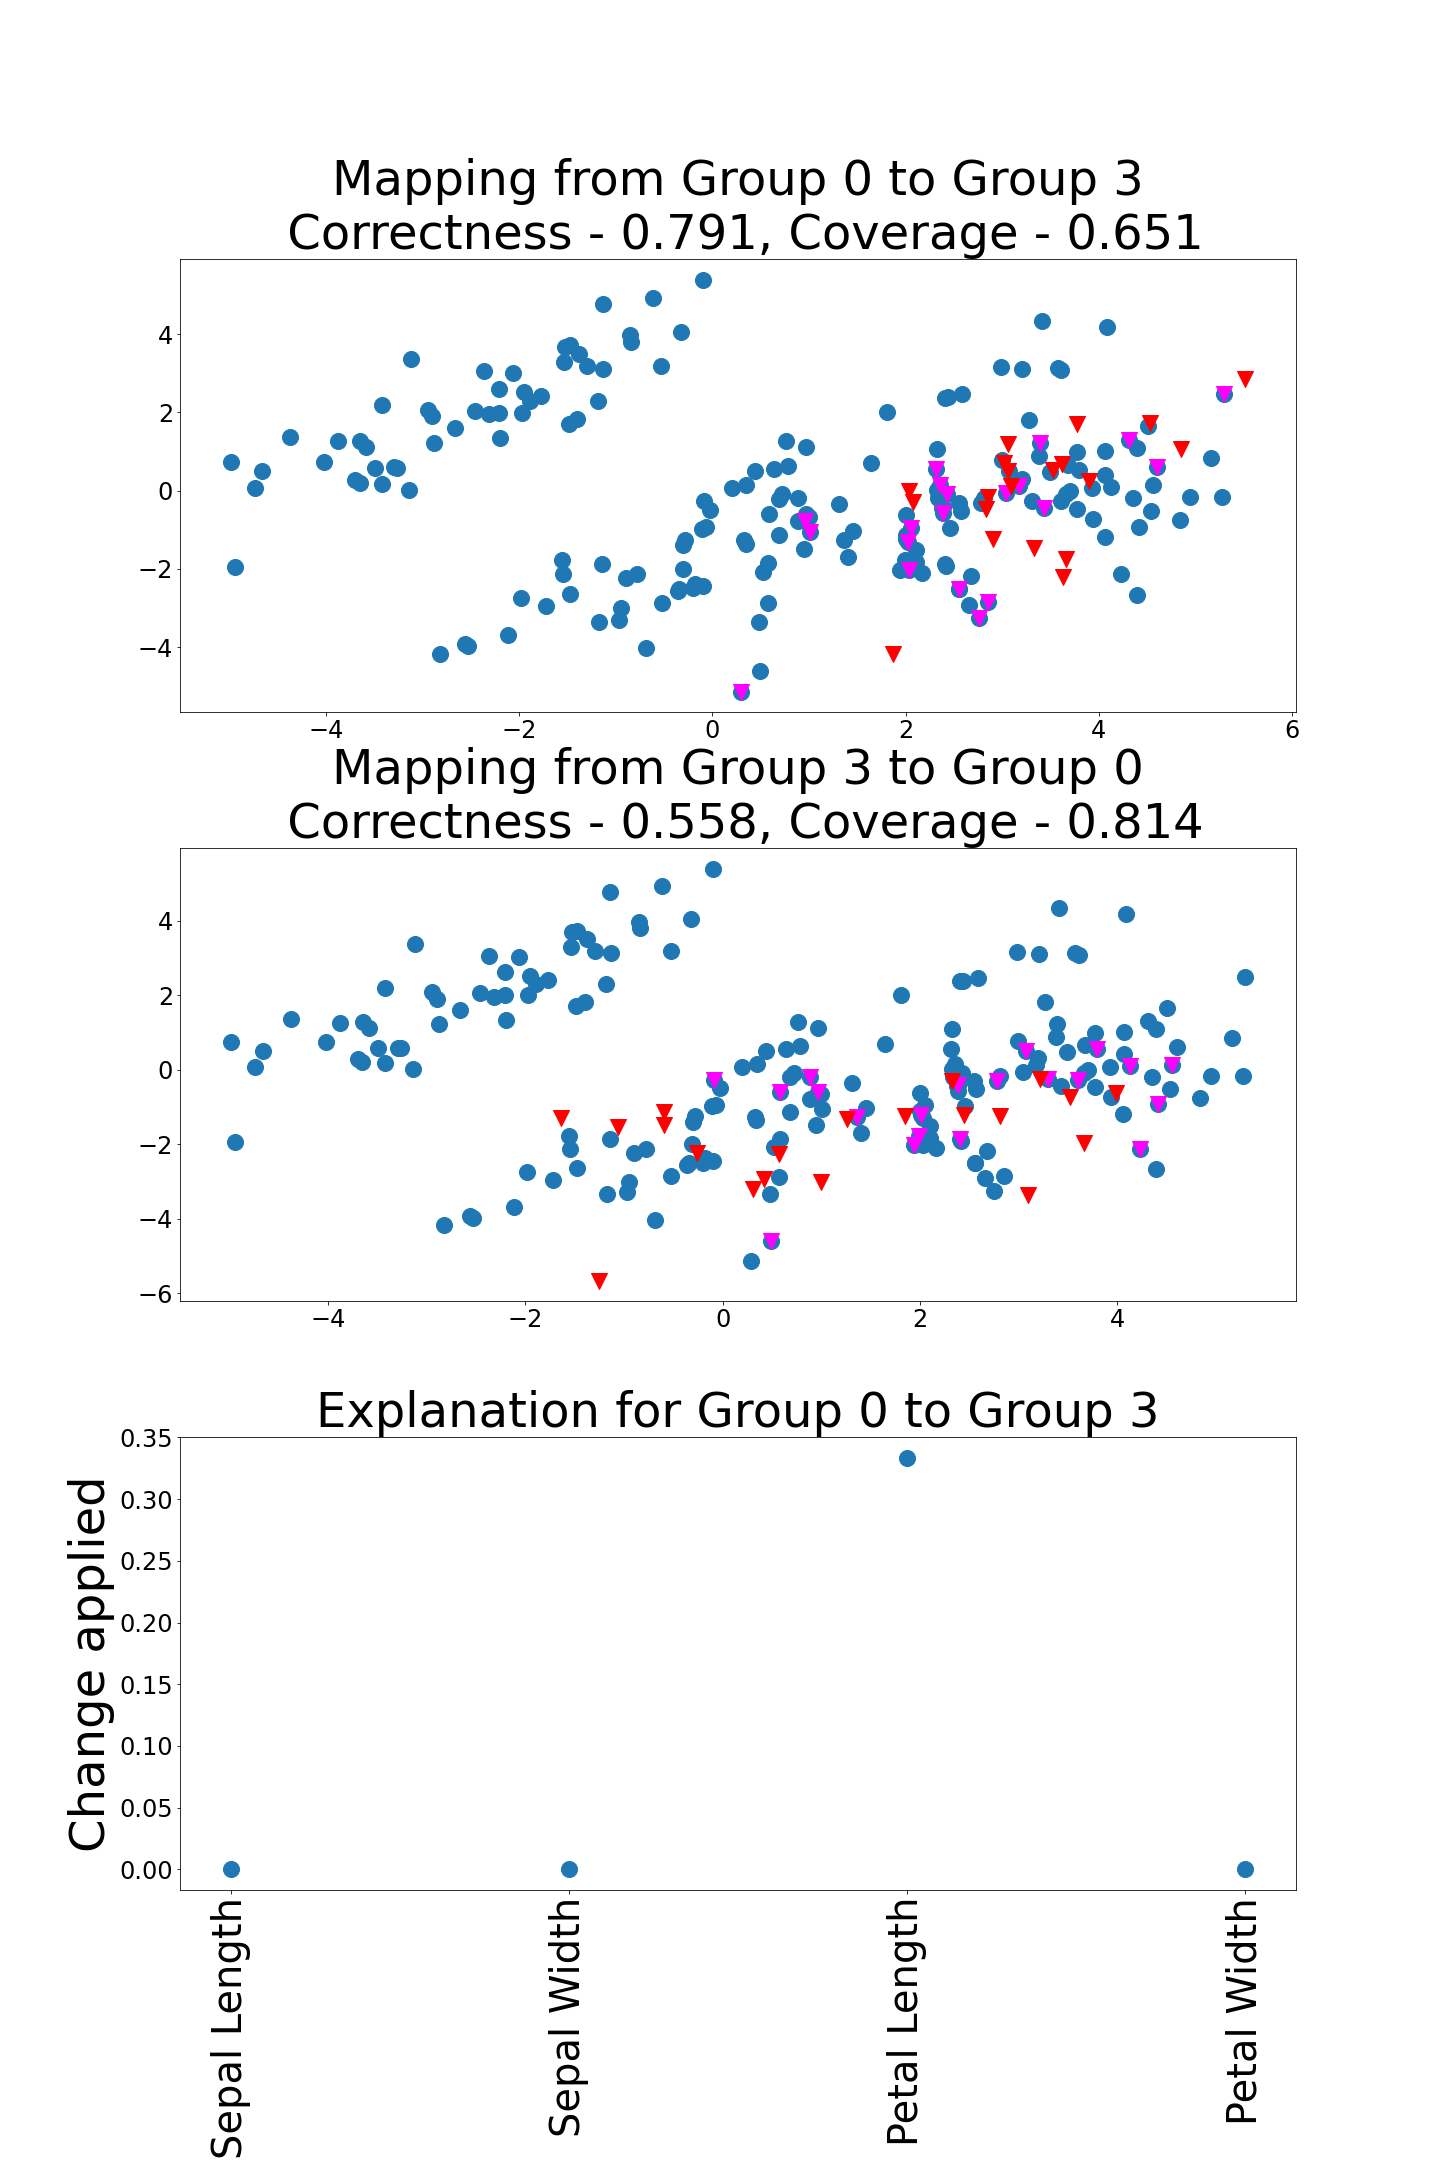 Mapping from Group 0 to Group 3
Correctness - 0.791, Coverage - 0.651
4
2
0
−2
−4
−4 −2 0 2 4 6
Mapping from Group 3 to Group 0
Correctness - 0.558, Coverage - 0.814
4
2
0
−2
−4
−6
−4 −2 0 2 4
Explanation for Group 0 to Group 3
Change applied
0.35
0.30
0.25
0.20
0.15
0.10
0.05
0.00
Sepal Length
Sepal Width
Petal Length
Petal Width